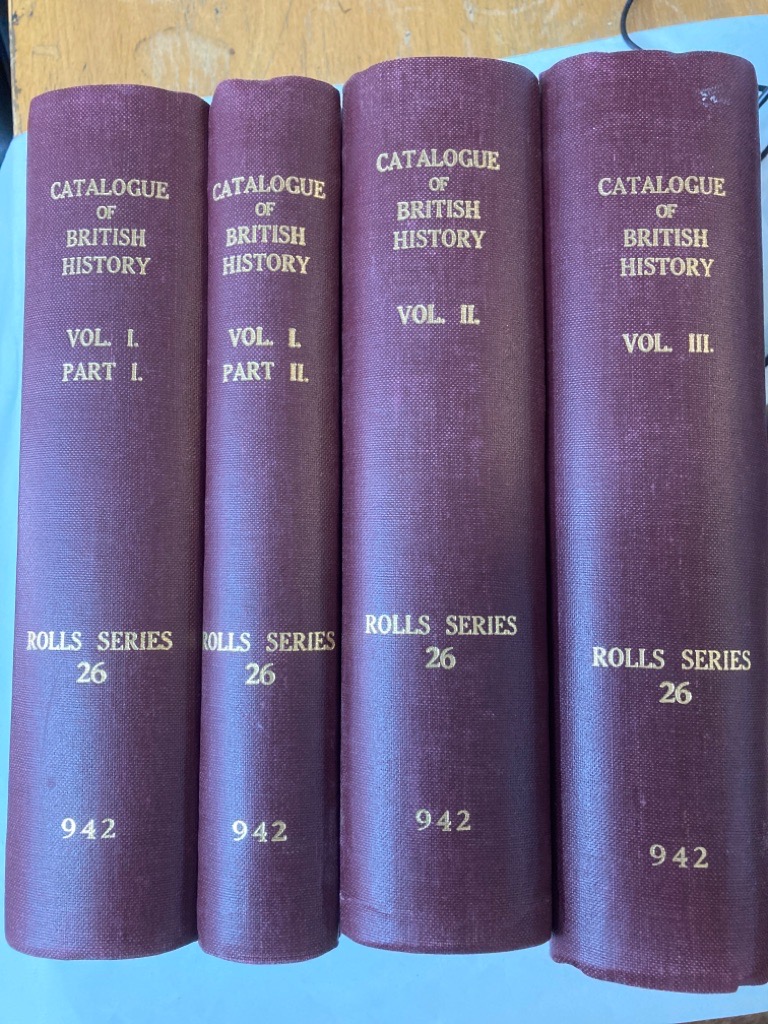 CATALOGUE
OF
BRITISH
HISTORY
VOL. I.
PART I.
ROLLS SERIES
26
942
CATALOGUE
OF
BRITISH
HISTORY
VOL. I.
PART II.
ROLLS SERIES
26
942
CATALOGUE
OF
BRITISH
HISTORY
VOL. II.
ROLLS SERIES
26
942
CATALOGUE
OF
BRITISH
HISTORY
VOL. III.
ROLLS SERIES
26
942